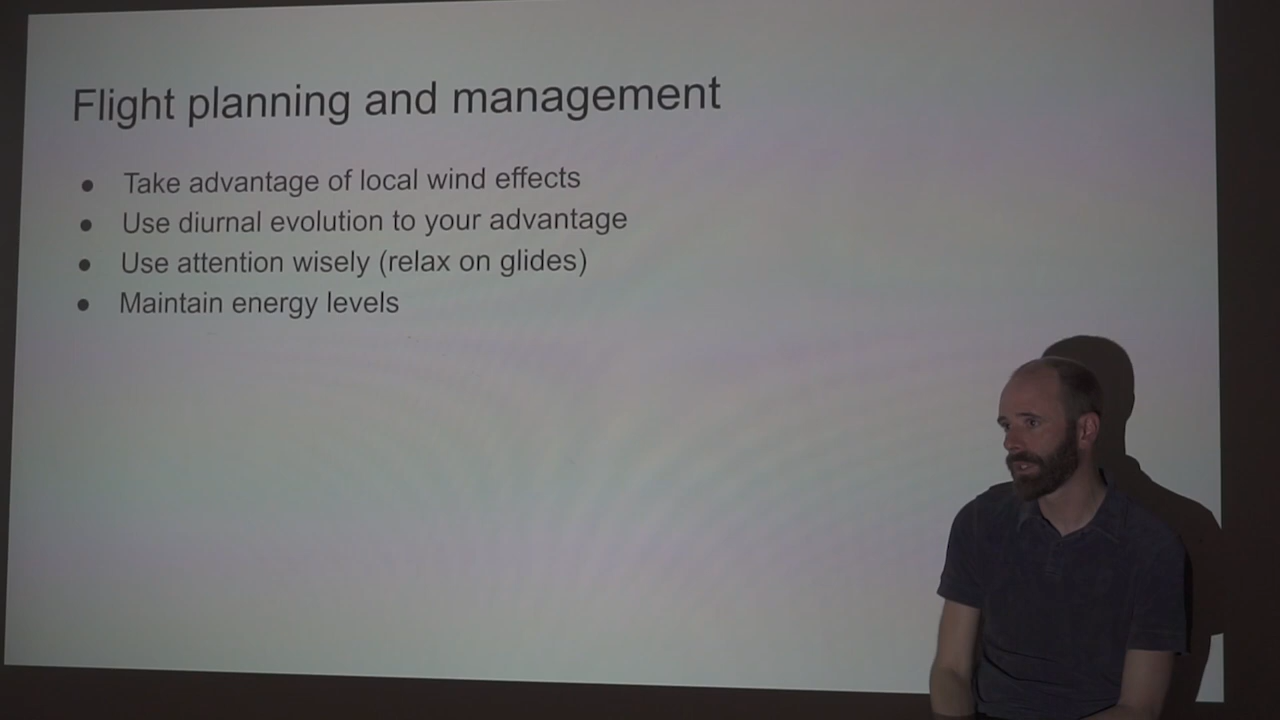 Flight planning and management
● Take advantage of local wind effects
● Use diurnal evolution to your advantage
● Use attention wisely (relax on glides)
● Maintain energy levels